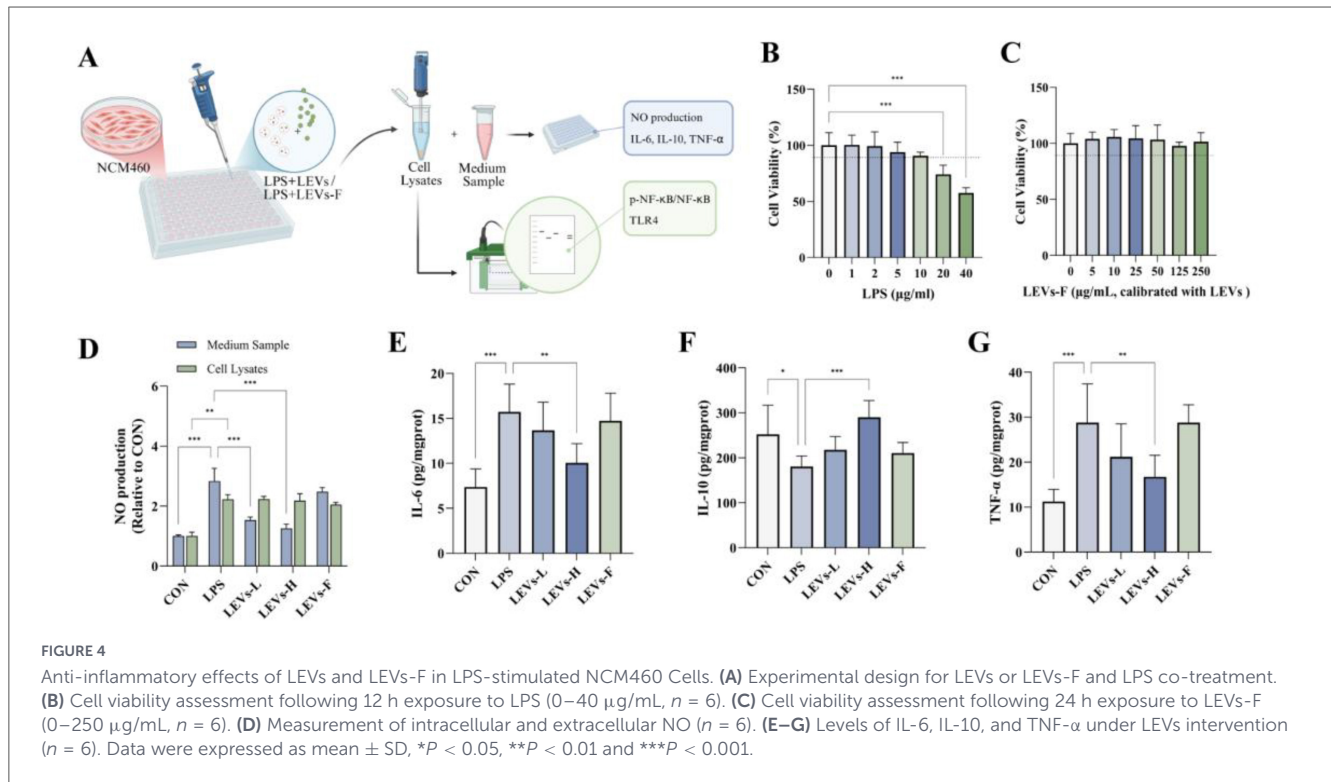 A
NCM460
LPS+LEVs/
LPS+LEVs-F
Cell
Lysates
+
Medium
Sample
NO production
IL-6, IL-10, TNF-α
p-NF-κB/NF-κB
TLR4
B
Cell Viability (%)
150
100
50
0
***
***
0 1 2 5 10 20 40
LPS (μg/ml)
C
Cell Viability (%)
150
100
50
0
0 5 10 25 50 125 250
LEVs-F (μg/mL, calibrated with LEVs )
D
Medium Sample
Cell Lysates
NO production
(Relative to CON)
6
4
2
0
***
**
***
***
CON LPS LEVs-L LEVs-H LEVs-F
E
IL-6 (pg/mgprot)
20
15
10
5
0
***
**
CON LPS LEVs-L LEVs-H LEVs-F
F
IL-10 (pg/mgprot)
400
300
200
100
0
*
***
CON LPS LEVs-L LEVs-H LEVs-F
G
TNF-α (pg/mgprot)
40
30
20
10
0
***
**
CON LPS LEVs-L LEVs-H LEVs-F
FIGURE 4
Anti-inflammatory effects of LEVs and LEVs-F in LPS-stimulated NCM460 Cells. (A) Experimental design for LEVs or LEVs-F and LPS co-treatment.
(B) Cell viability assessment following 12 h exposure to LPS (0–40 μg/mL, n = 6). (C) Cell viability assessment following 24 h exposure to LEVs-F
(0–250 μg/mL, n = 6). (D) Measurement of intracellular and extracellular NO (n = 6). (E–G) Levels of IL-6, IL-10, and TNF-α under LEVs intervention
(n = 6). Data were expressed as mean ± SD, *P < 0.05, **P < 0.01 and ***P < 0.001.